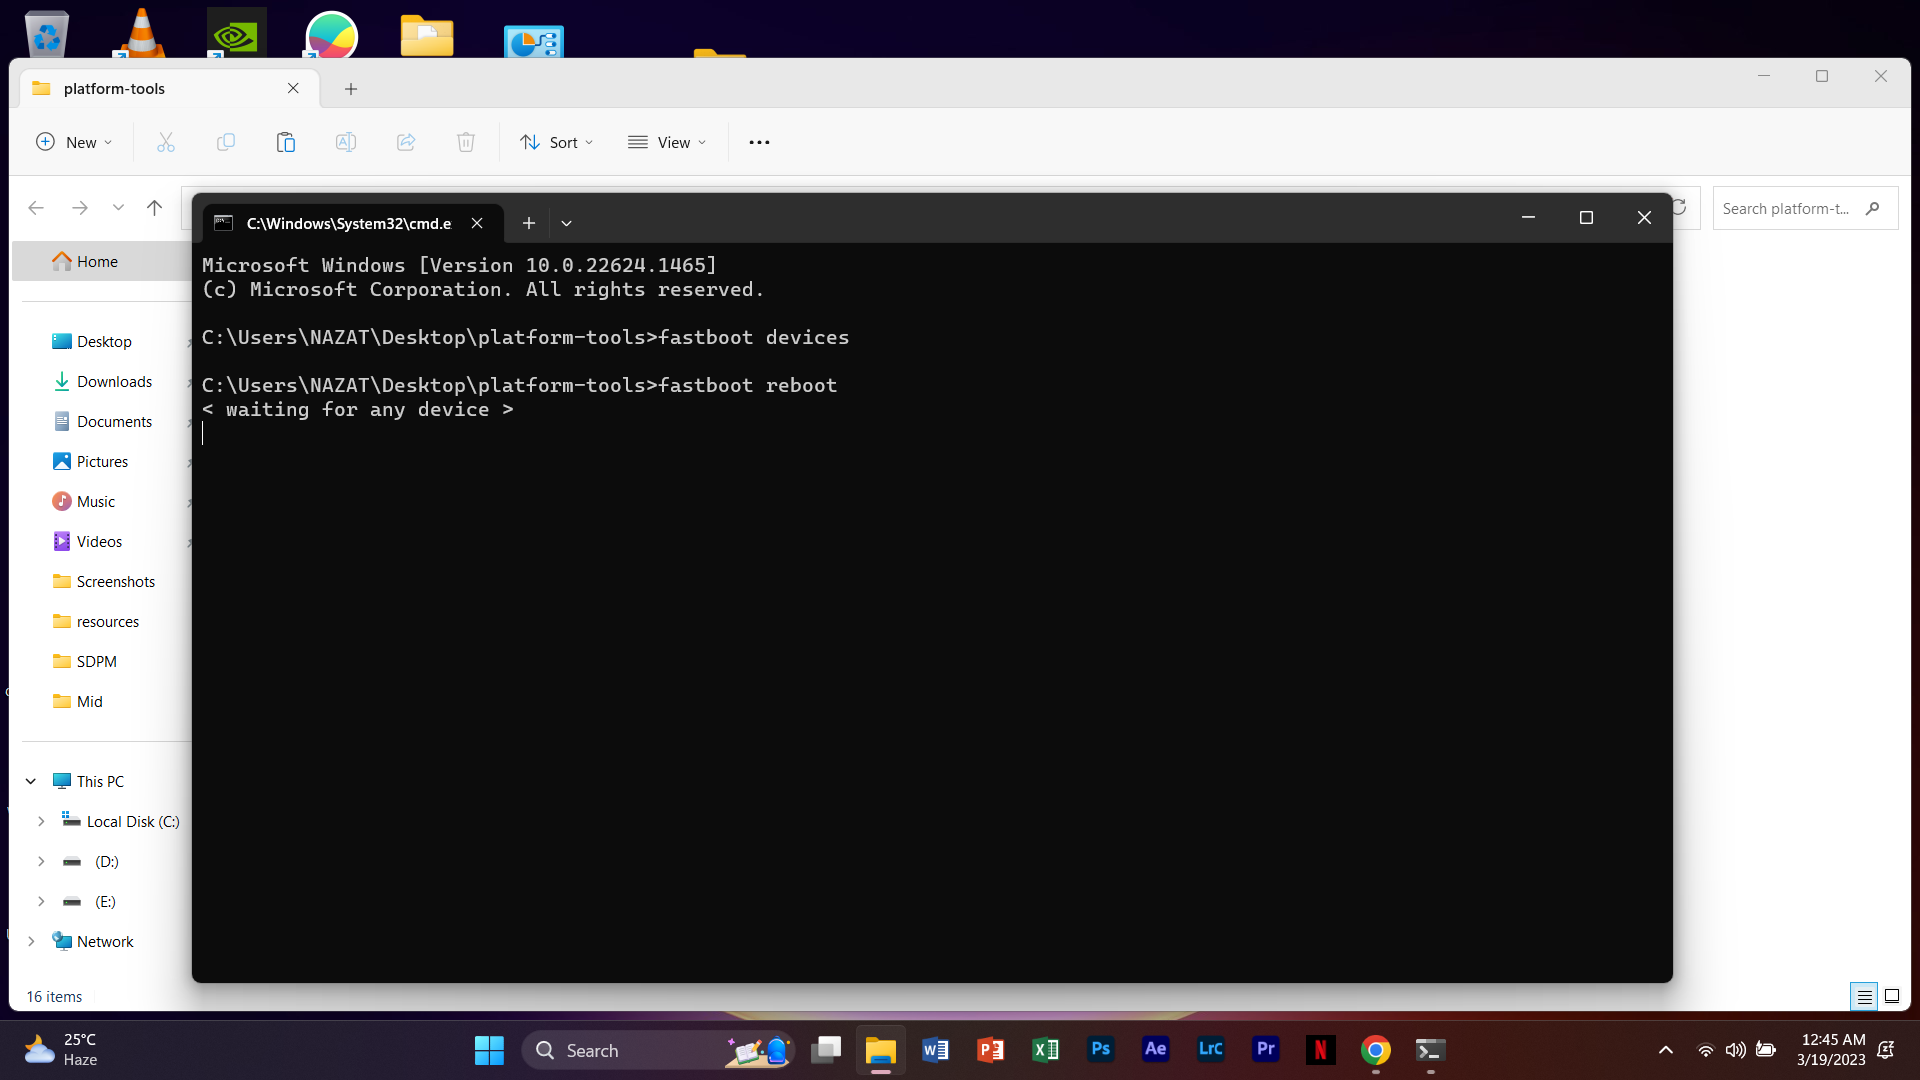 platform-tools
New
Sort
View
Search platform-t...
Home
Desktop
Downloads
Documents
Pictures
Music
Videos
Screenshots
resources
SDPM
Mid
This PC
Local Disk (C:)
(D:)
(E:)
Network
16 items
C:\Windows\System32\cmd.e
Microsoft Windows [Version 10.0.22624.1465]
(c) Microsoft Corporation. All rights reserved.
C:\Users\NAZAT\Desktop\platform-tools>fastboot devices
C:\Users\NAZAT\Desktop\platform-tools>fastboot reboot
< waiting for any device >
25°C
Haze
Search
Ps
Ae
LrC
Pr
12:45 AM
3/19/2023